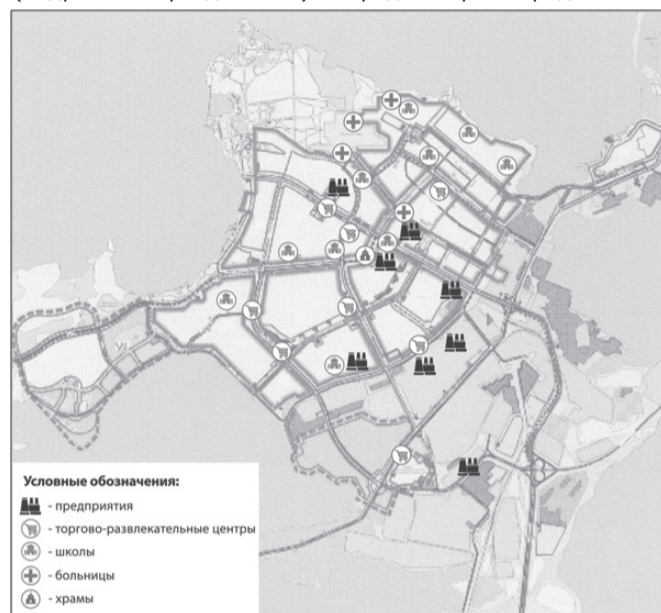 Условные обозначения:
- предприятия
- торгово-развлекательные центры
- школы
- больницы
- храмы